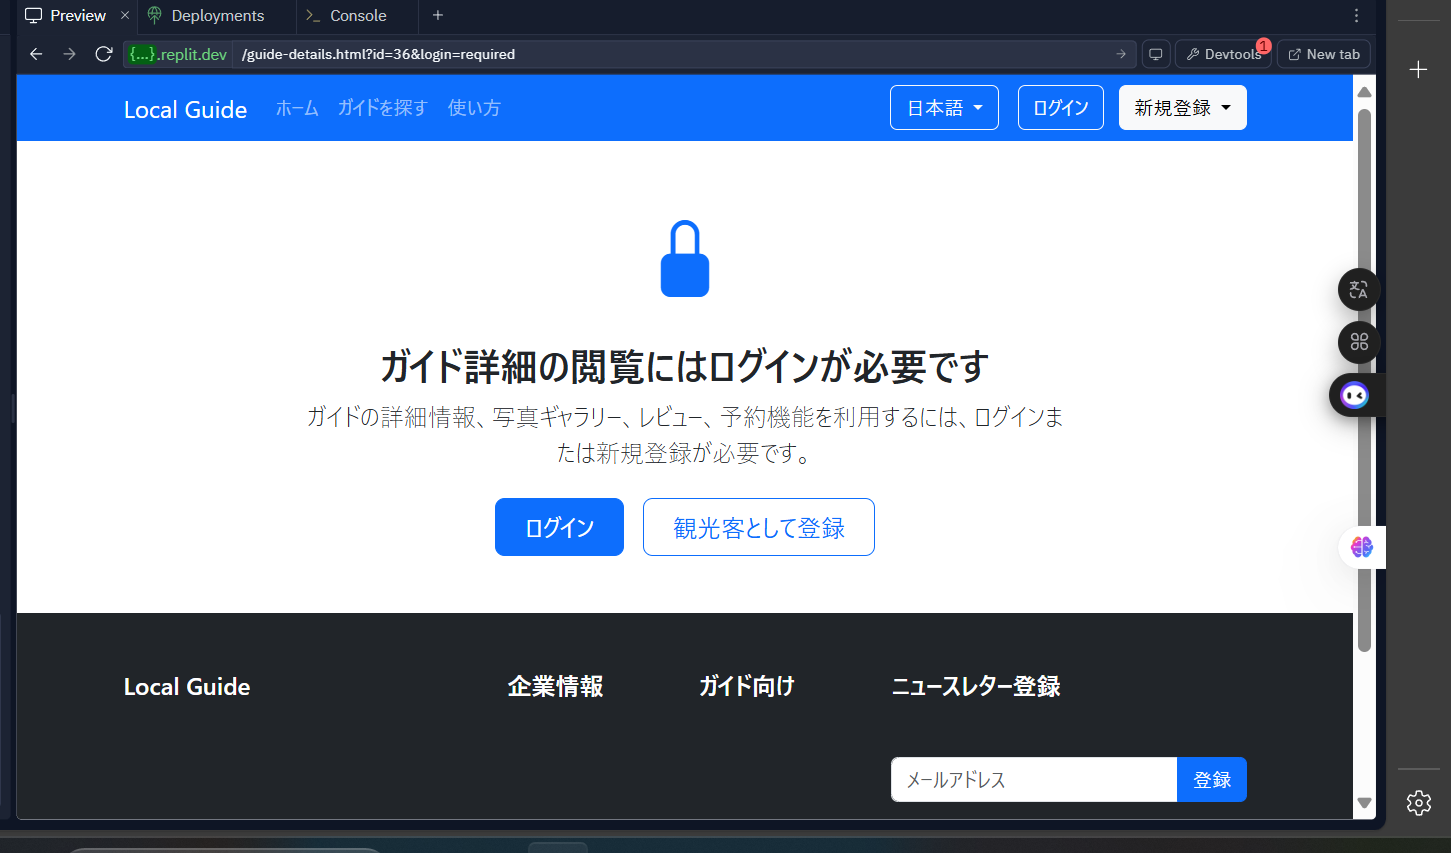 Preview
Deployments
Console
{...}.replit.dev /guide-details.html?id=36&login=required
Devtools 1
New tab
Local Guide ホーム ガイドを探す 使い方 日本語 ログイン 新規登録
ガイド詳細の閲覧にはログインが必要です
ガイドの詳細情報、写真ギャラリー、レビュー、予約機能を利用するには、ログインま
たは新規登録が必要です。
ログイン 観光客として登録
Local Guide 企業情報 ガイド向け ニュースレター登録
メールアドレス 登録